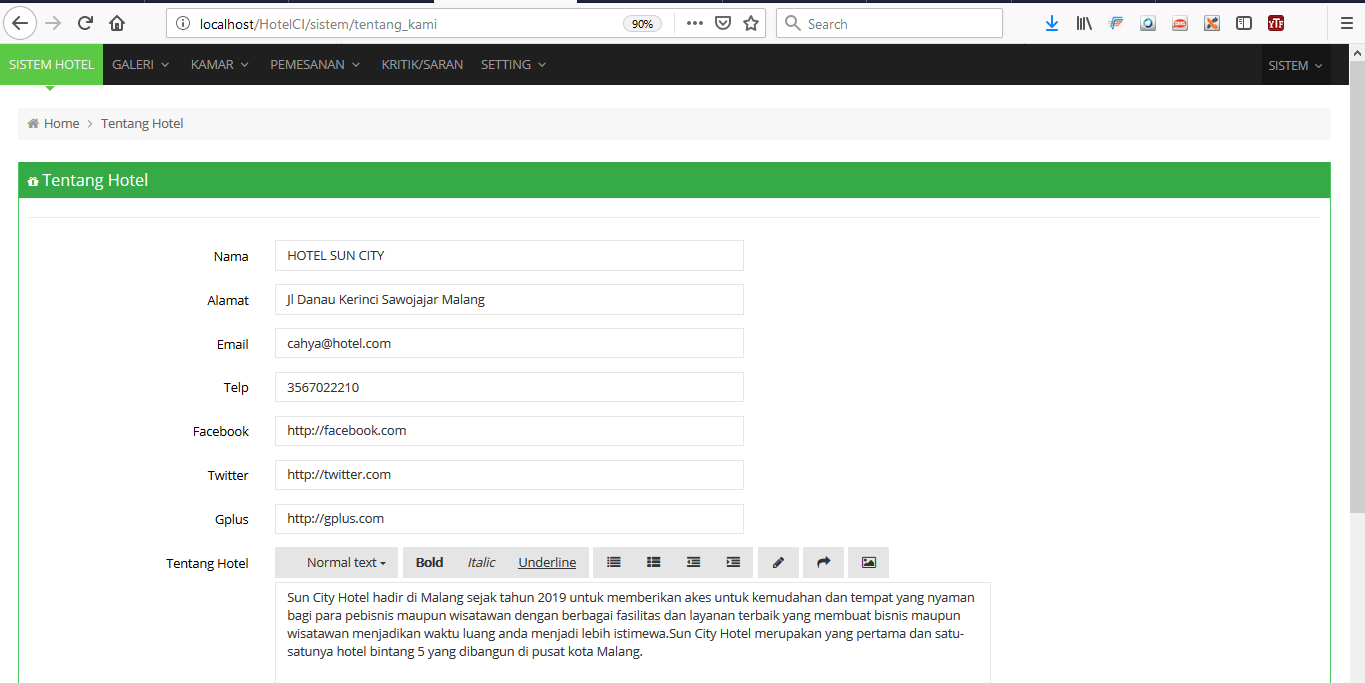 localhost/HotelCI/sistem/tentang_kami
90%
Search
SISTEM HOTEL
GALERI
KAMAR
PEMESANAN
KRITIK/SARAN
SETTING
SISTEM
Home
Tentang Hotel
Tentang Hotel
Nama
HOTEL SUN CITY
Alamat
Jl Danau Kerinci Sawojajar Malang
Email
cahya@hotel.com
Telp
3567022210
Facebook
http://facebook.com
Twitter
http://twitter.com
Gplus
http://gplus.com
Tentang Hotel
Normal text
Bold
Italic
Underline
Sun City Hotel hadir di Malang sejak tahun 2019 untuk memberikan akes untuk kemudahan dan tempat yang nyaman
bagi para pebisnis maupun wisatawan dengan berbagai fasilitas dan layanan terbaik yang membuat bisnis maupun
wisatawan menjadikan waktu luang anda menjadi lebih istimewa.Sun City Hotel merupakan yang pertama dan satu-
satunya hotel bintang 5 yang dibangun di pusat kota Malang.